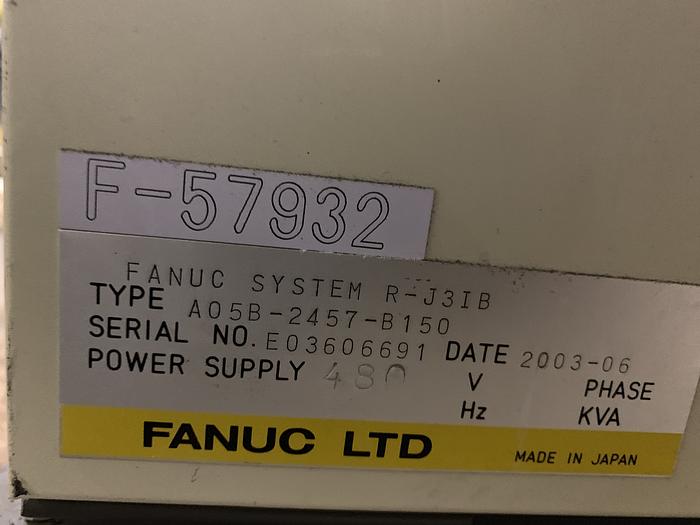 F-57932
FANUC SYSTEM R-J3IB
TYPE A05B-2457-B150
SERIAL NO. E03606691 DATE 2003-06
POWER SUPPLY 480 V PHASE
Hz KVA
FANUC LTD MADE IN JAPAN